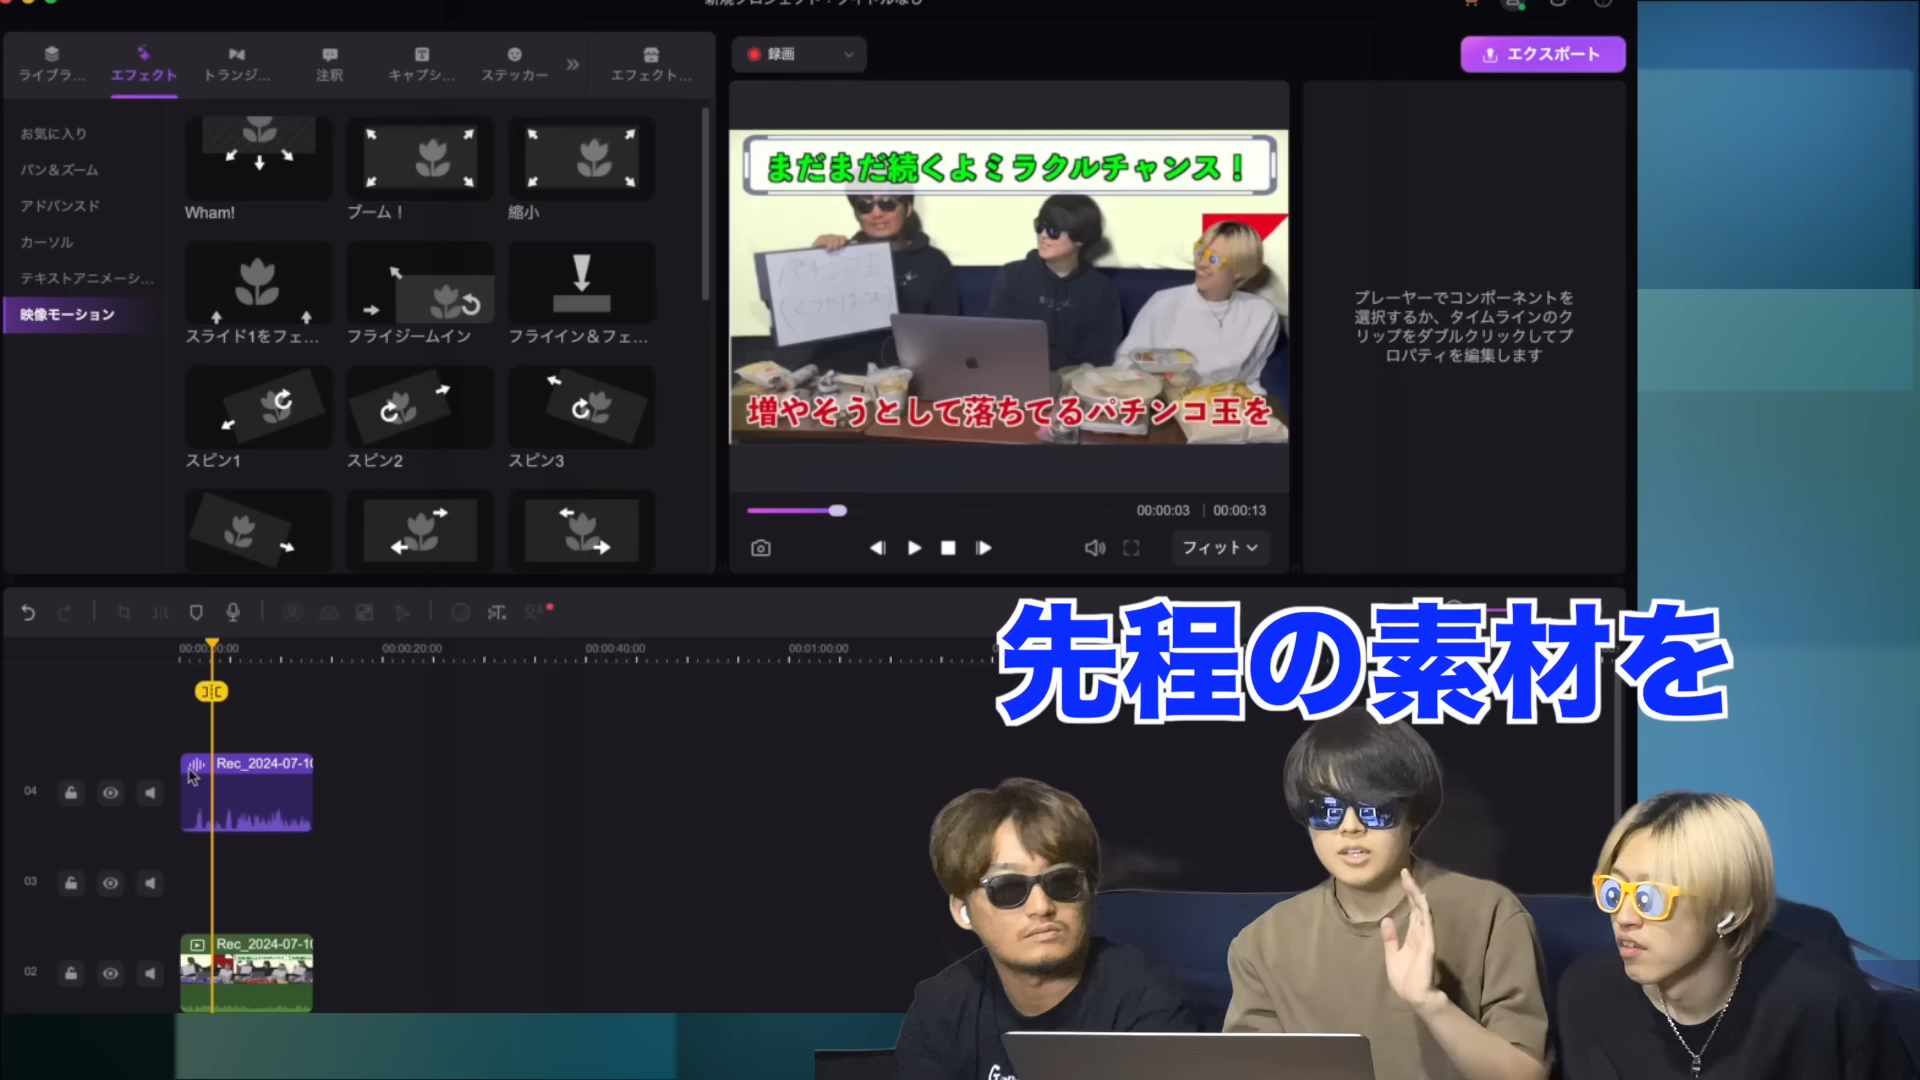 ライブラ...
エフェクト
トランジ...
注釈
キャプシ...
ステッカー
エフェクト...
録画
エクスポート
お気に入り
パン＆ズーム
アドバンスド
カーソル
テキストアニメーシ...
映像モーション
Wham!
ブーム！
縮小
スライド1をフェ...
フライジームイン
フライイン＆フェ...
スピン1
スピン2
スピン3
まだまだ続くよミラクルチャンス！
増やそうとして落ちてるパチンコ玉を
プレーヤーでコンポーネントを
選択するか、タイムラインのク
リップをダブルクリックしてプ
ロパティを編集します
00:00:03 | 00:00:13
フィット
00:00:20:00
00:00:40:00
00:01:00:00
先程の素材を
04
Rec_2024-07-10
03
02
Rec_2024-07-10